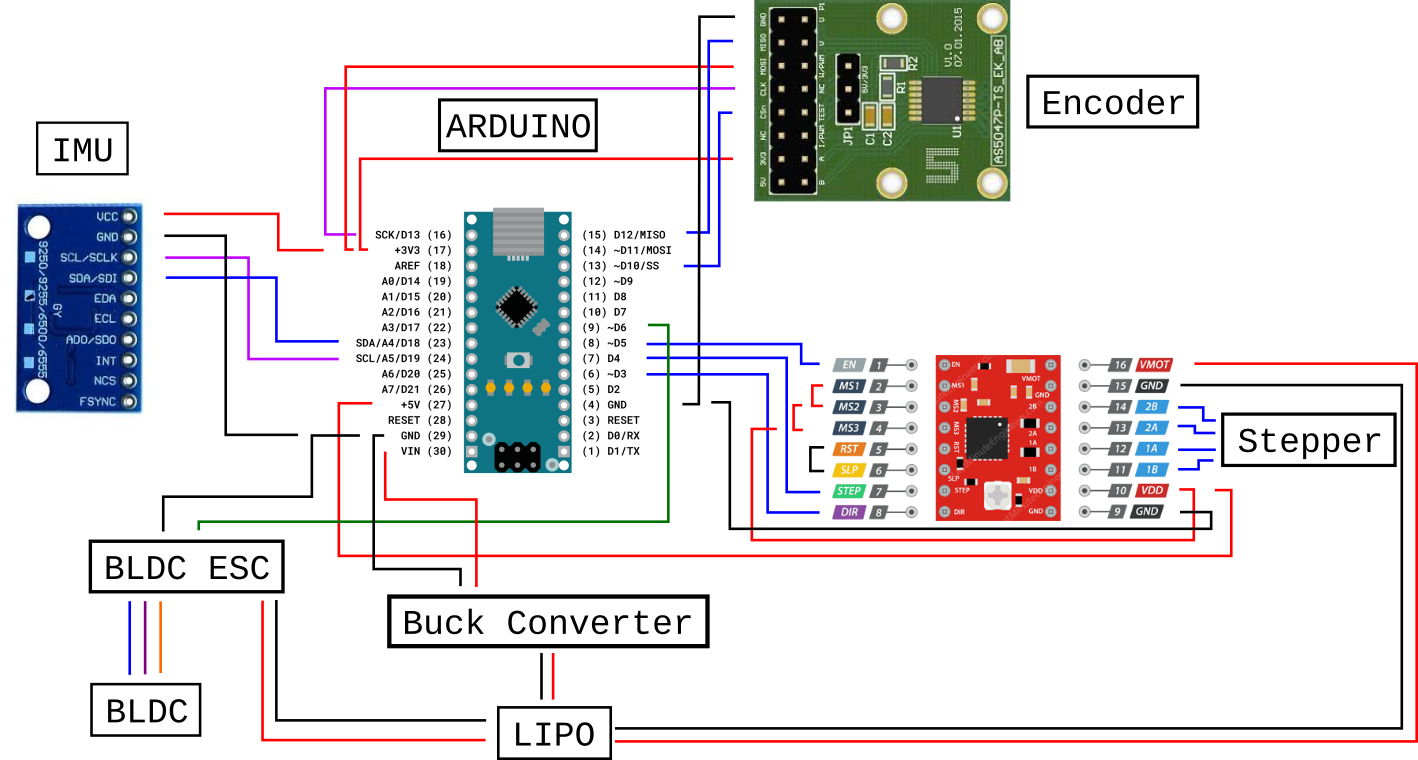 IMU
VCC
GND
SCL/SCLK
SDA/SDI
EDA
ECL
ADO/SDO
INT
NCS
FSYNC
9250/9255/6500/6555
GY
ARDUINO
SCK/D13 (16)
+3V3 (17)
AREF (18)
A0/D14 (19)
A1/D15 (20)
A2/D16 (21)
A3/D17 (22)
SDA/A4/D18 (23)
SCL/A5/D19 (24)
A6/D20 (25)
A7/D21 (26)
+5V (27)
RESET (28)
GND (29)
VIN (30)
(15) D12/MISO
(14) ~D11/MOSI
(13) ~D10/SS
(12) ~D9
(11) D8
(10) D7
(9) ~D6
(8) ~D5
(7) D4
(6) ~D3
(5) D2
(4) GND
(3) RESET
(2) D0/RX
(1) D1/TX
GND
MISO
MOSI
CLK
CSn
NC
3V3
5V
P1
U
V
W/PWM
NC
TEST
I/PWM
A
B
5V/3V3
JP1
R2
R1
C1
C2
U1
V1.0
07.01.2015
AS5047P-TS_EK_AB
Encoder
EN 1
MS1 2
MS2 3
MS3 4
RST 5
SLP 6
STEP 7
DIR 8
EN
MS1
MS2
MS3
RST
SLP
STEP
DIR
VMOT
GND
2B
2A
1A
1B
VDD
GND
16 VMOT
15 GND
14 2B
13 2A
12 1A
11 1B
10 VDD
9 GND
Stepper
BLDC ESC
Buck Converter
BLDC
LIPO